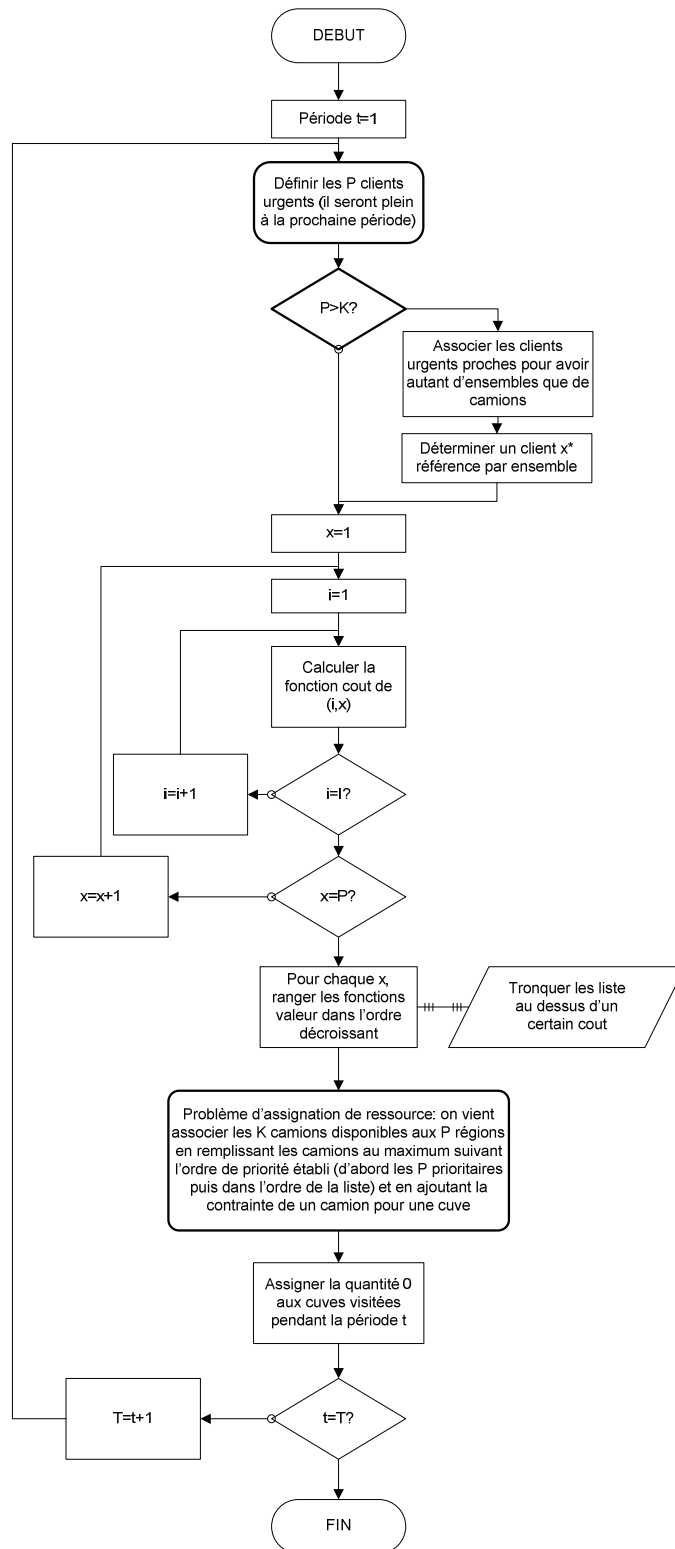 DEBUT
Période t=1
Définir les P clients
urgents (il seront plein
à la prochaine période)
P>K?
Associer les clients
urgents proches pour avoir
autant d'ensembles que de
camions
Déterminer un client x*
référence par ensemble
x=1
i=1
Calculer la
fonction cout de
(i,x)
i=i+1
i=I?
x=x+1
x=P?
Pour chaque x,
ranger les fonctions
valeur dans l'ordre
décroissant
Tronquer les liste
au dessus d'un
certain cout
Problème d'assignation de ressource: on vient
associer les K camions disponibles aux P régions
en remplissant les camions au maximum suivant
l'ordre de priorité établi (d'abord les P prioritaires
puis dans l'ordre de la liste) et en ajoutant la
contrainte de un camion pour une cuve
Assigner la quantité 0
aux cuves visitées
pendant la période t
T=t+1
t=T?
FIN